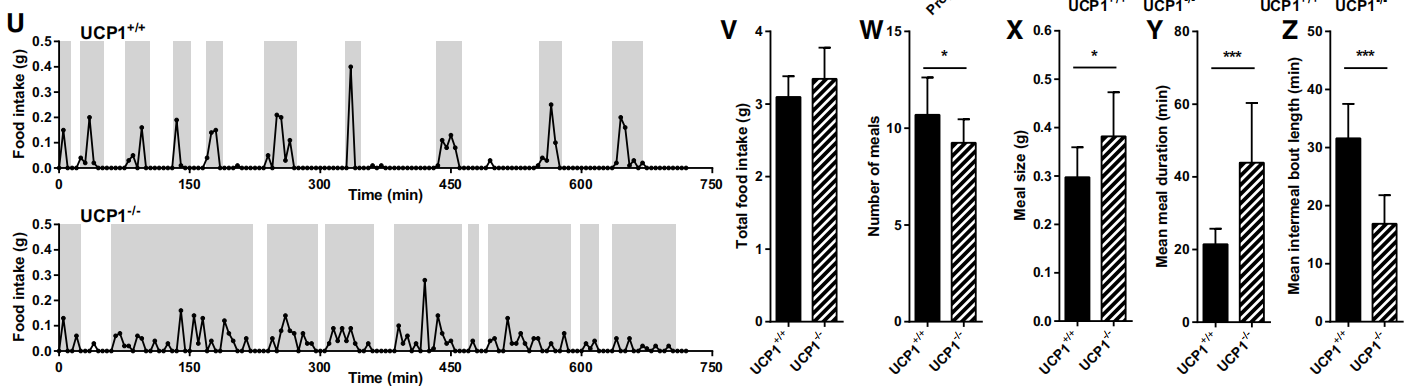 Pro
UCP1+/+ UCP1-/- UCP1+/+ UCP1-/-
U
UCP1+/+
Food intake (g)
0.5
0.4
0.3
0.2
0.1
0.0
0 150 300 450 600 750
Time (min)
UCP1-/-
Food intake (g)
0.5
0.4
0.3
0.2
0.1
0.0
0 150 300 450 600 750
Time (min)
V
Total food intake (g)
4
3
2
1
0
UCP1+/+
UCP1-/-
W
Number of meals
15
10
5
0
*
UCP1+/+
UCP1-/-
X
Meal size (g)
0.6
0.5
0.4
0.3
0.2
0.1
0.0
*
UCP1+/+
UCP1-/-
Y
Mean meal duration (min)
80
60
40
20
0
***
UCP1+/+
UCP1-/-
Z
Mean intermeal bout length (min)
50
40
30
20
10
0
***
UCP1+/+
UCP1-/-